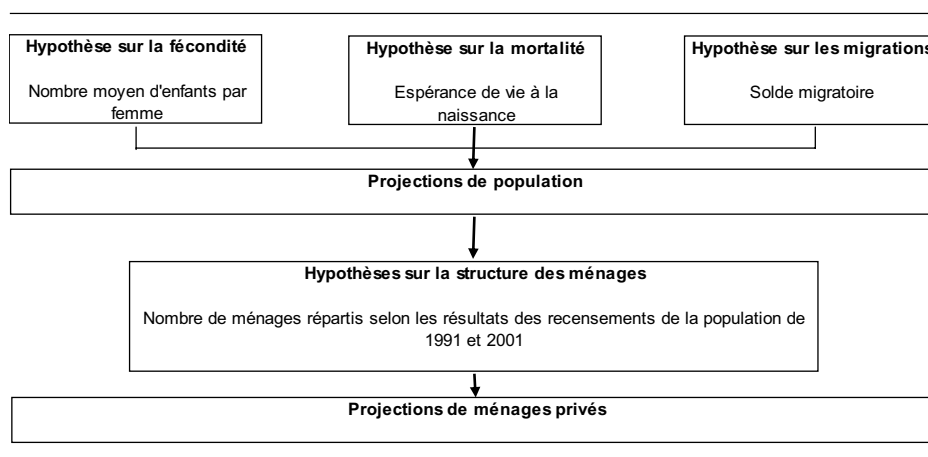 Hypothèse sur la fécondité
Nombre moyen d'enfants par
femme
Hypothèse sur la mortalité
Espérance de vie à la
naissance
Hypothèse sur les migrations
Solde migratoire
Projections de population
Hypothèses sur la structure des ménages
Nombre de ménages répartis selon les résultats des recensements de la population de
1991 et 2001
Projections de ménages privés